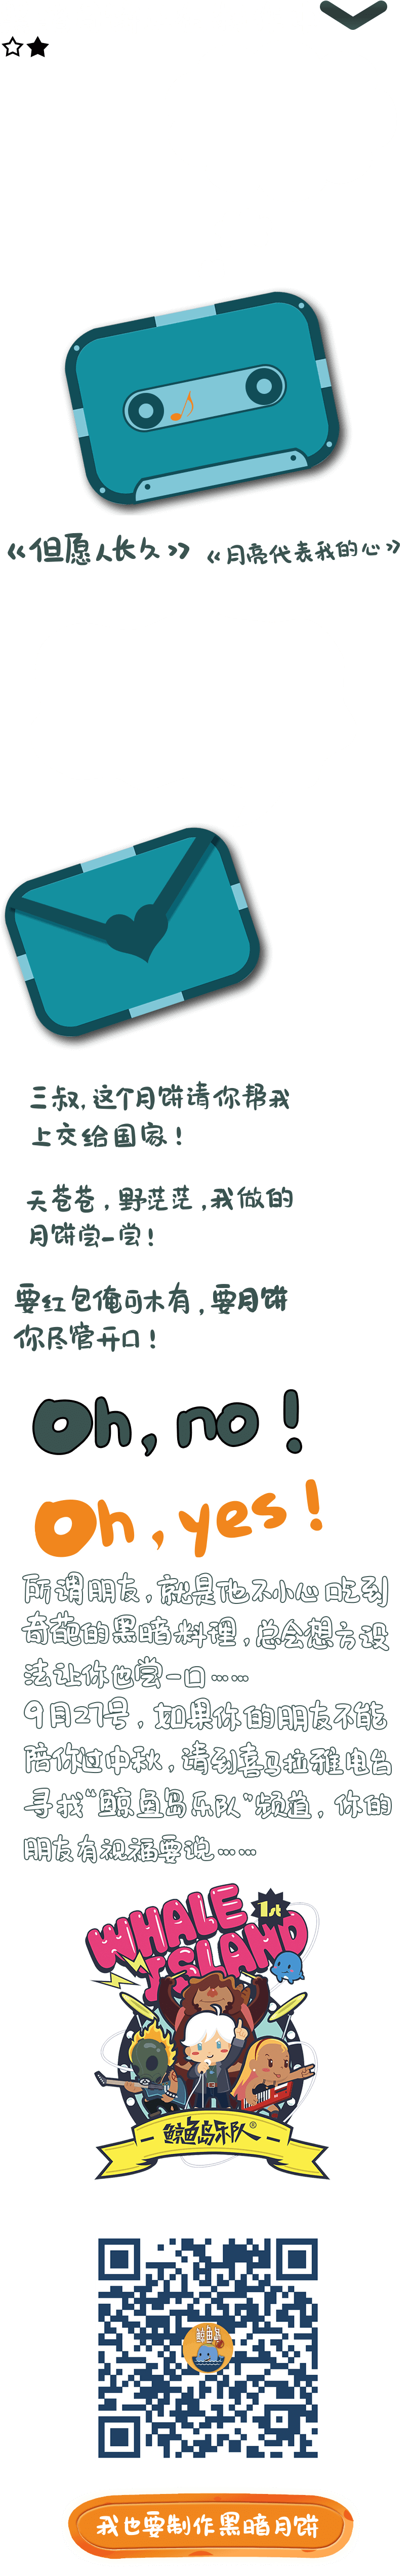 《但愿人长久》 《月亮代表我的心》
三叔,这个月饼请你帮我
上交给国家！
天苍苍，野茫茫,我做的
月饼尝一尝！
要红包俺可木有，要月饼
你尽管开口！
Oh,no！
Oh,yes！
所谓朋友,就是他不小心吃到
奇葩的黑暗料理,总会想方设
法让你也尝一口……
9月27号，如果你的朋友不能
陪你过中秋,请到喜马拉雅电台
寻找“鲸鱼岛乐队”频道，你的
朋友有祝福要说……
WHALE
1st
ISLAND
鲸鱼岛乐队®
鲸鱼岛
我也要制作黑暗月饼